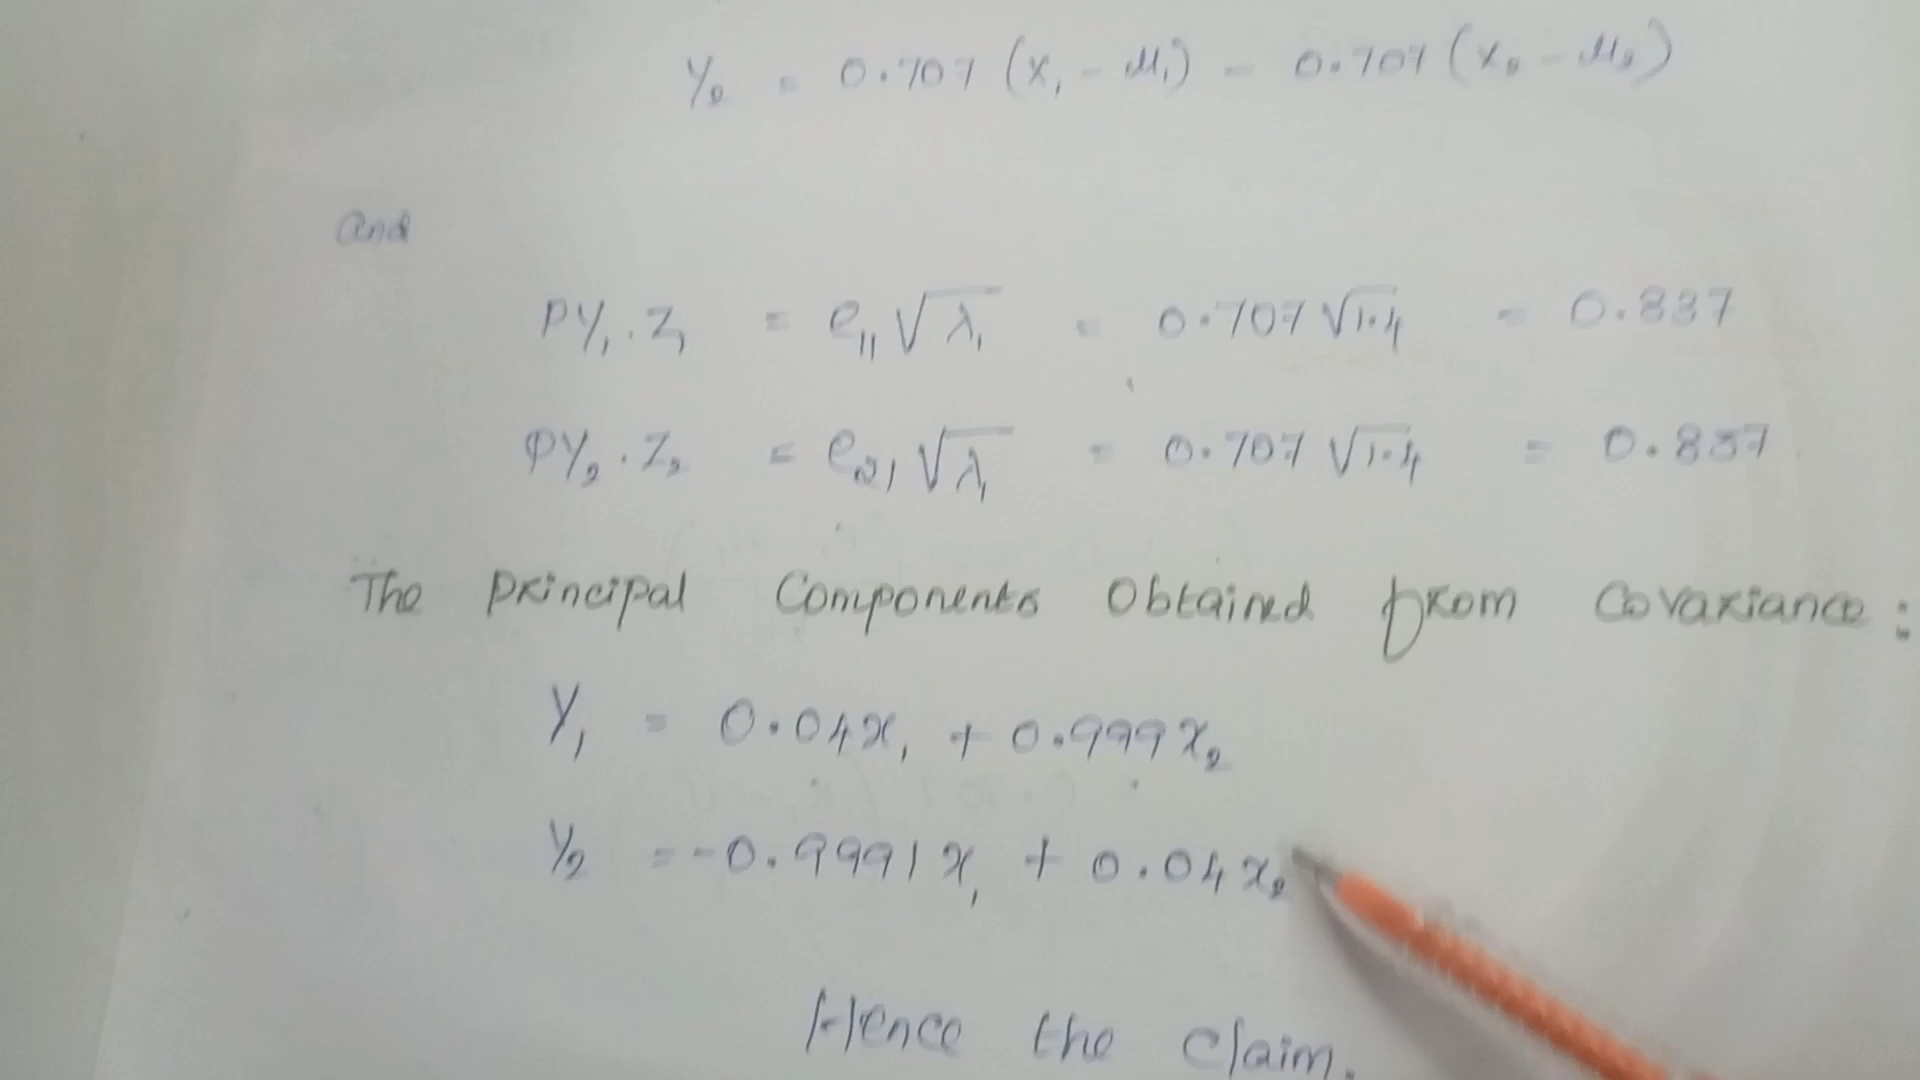 Y₂ = 0.707 (X₁ - μ₁) - 0.707 (X₂ - μ₂)
and
ρY₁.Z₁ = e₁₁√λ₁ = 0.707 √1.4 = 0.837
ρY₂.Z₂ = e₂₁√λ₁ = 0.707 √1.4 = 0.837
The Principal Components Obtained from Covariance :
Y₁ = 0.04x₁ + 0.999x₂
Y₂ = -0.9991x₁ + 0.04x₂
Hence the claim.